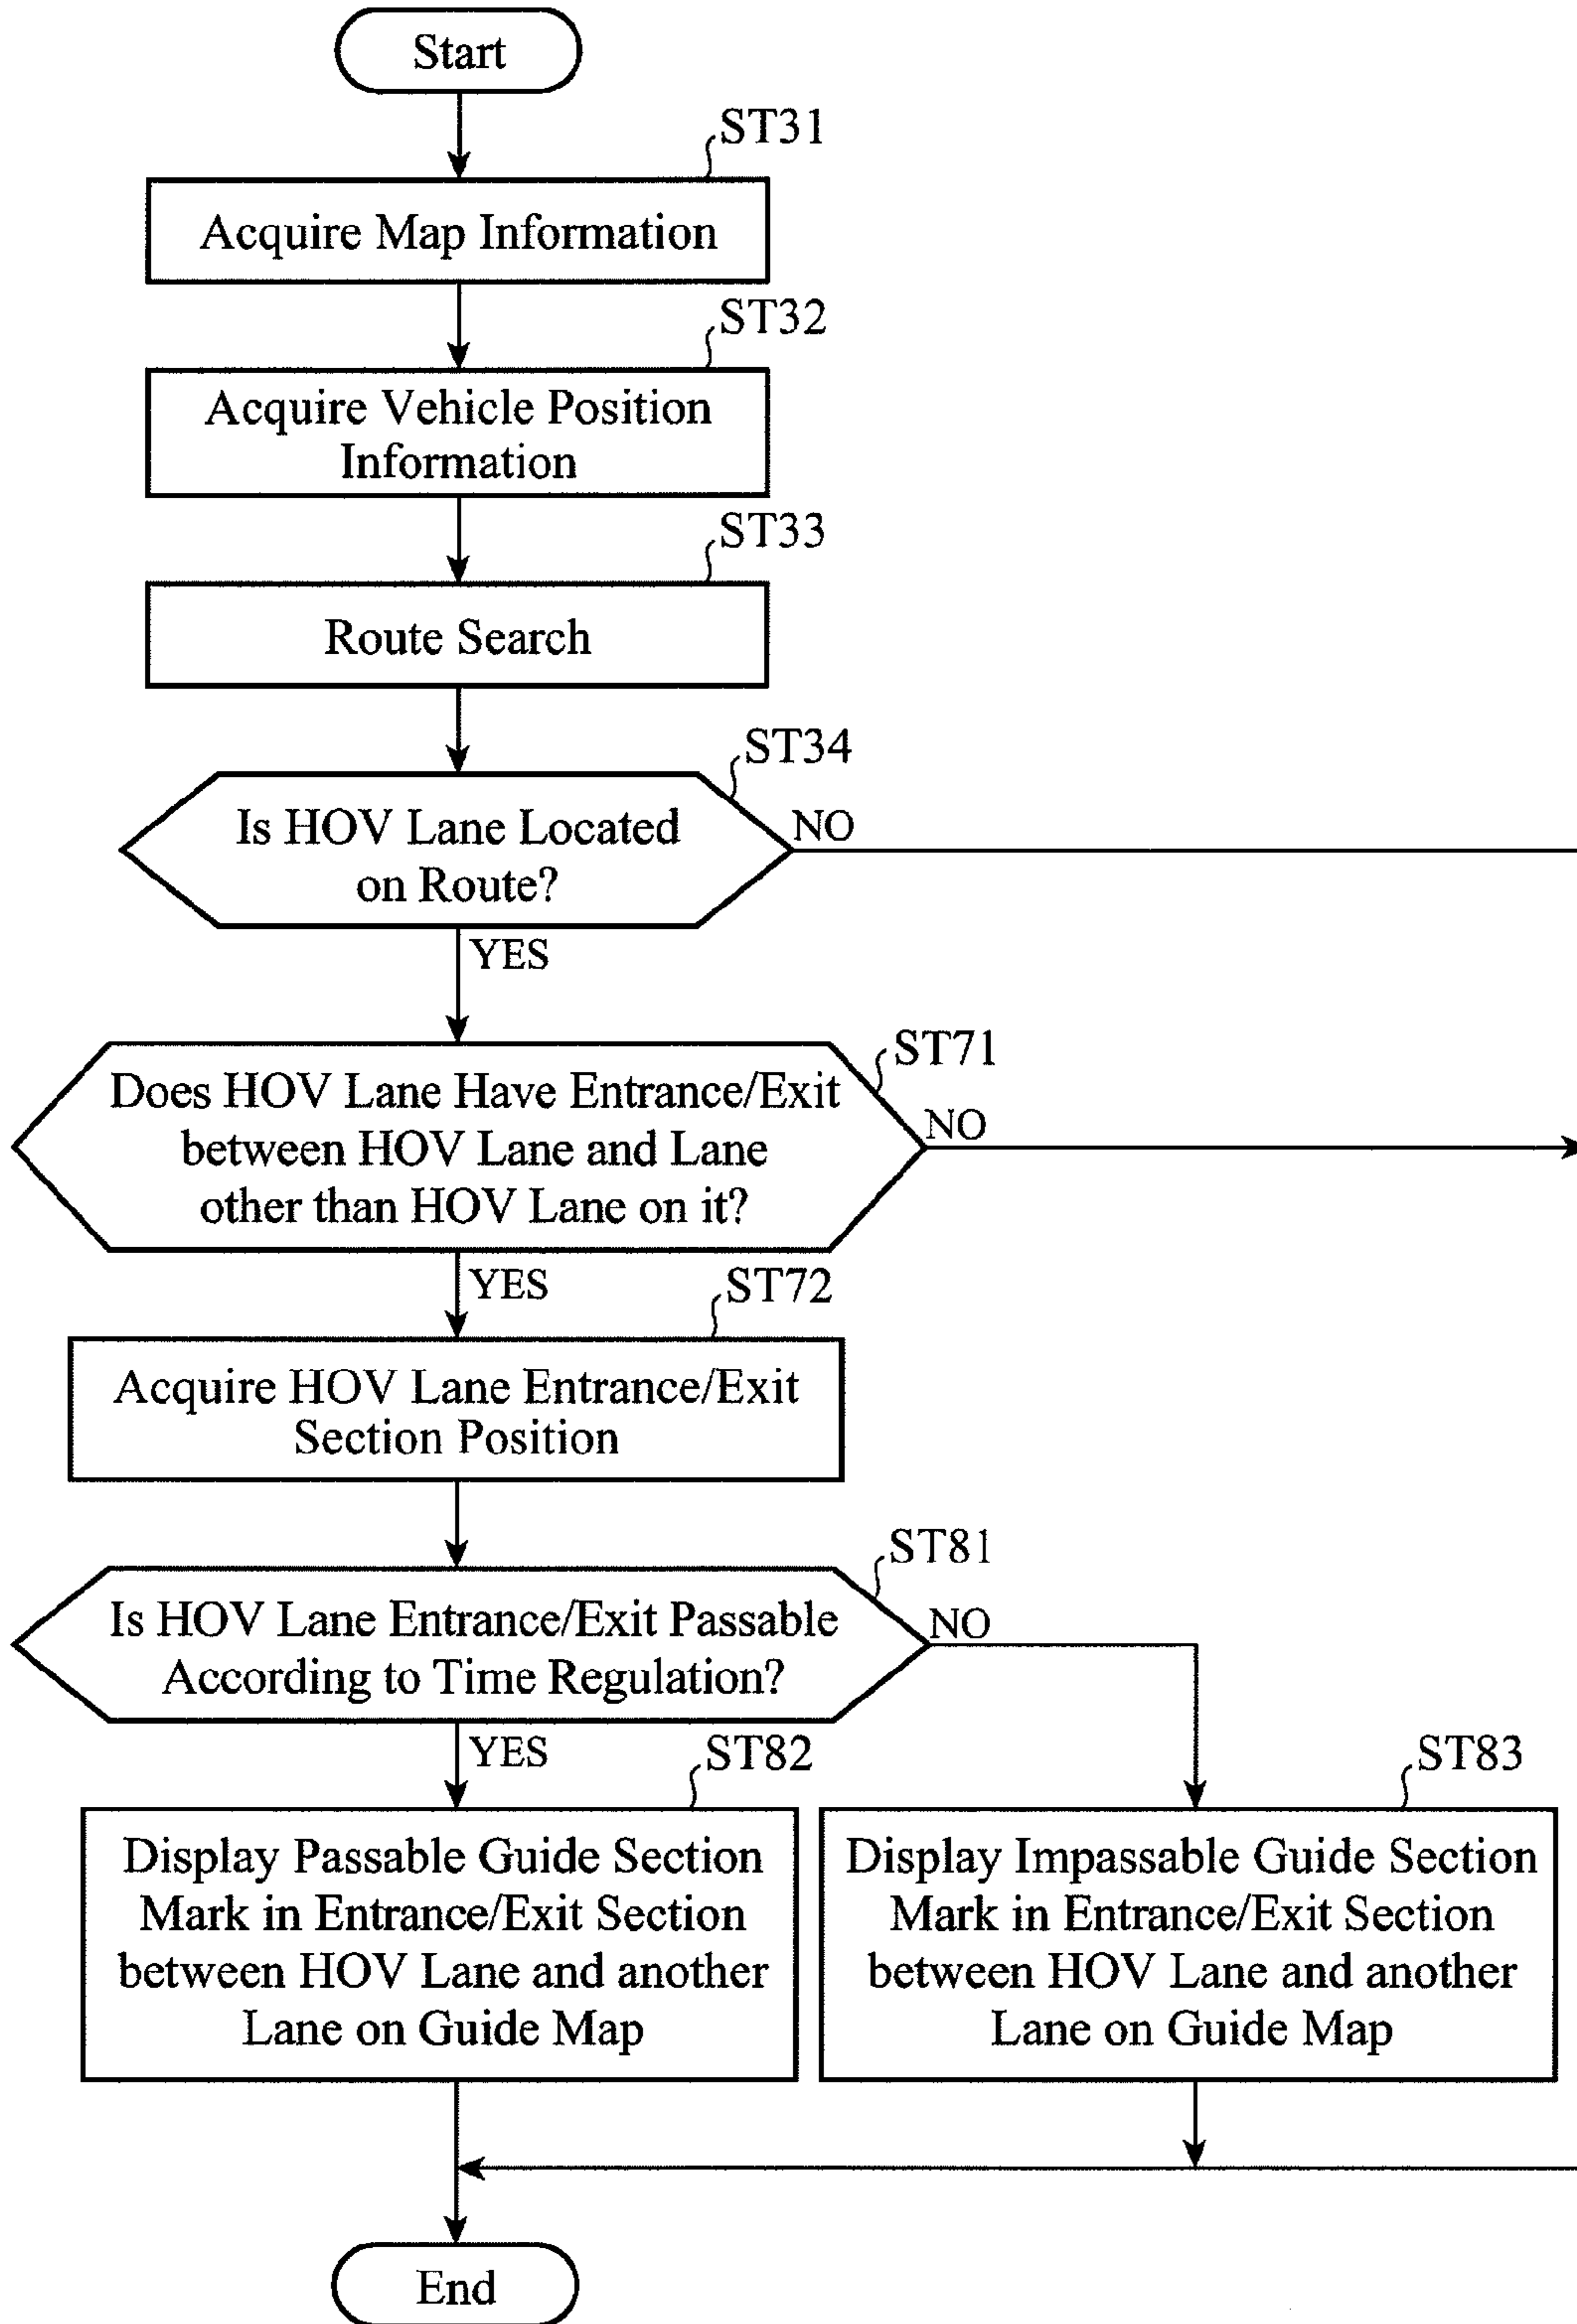 Start
ST31
Acquire Map Information
ST32
Acquire Vehicle Position
Information
ST33
Route Search
ST34
Is HOV Lane Located
on Route?
NO
YES
ST71
Does HOV Lane Have Entrance/Exit
between HOV Lane and Lane
other than HOV Lane on it?
NO
YES
ST72
Acquire HOV Lane Entrance/Exit
Section Position
ST81
Is HOV Lane Entrance/Exit Passable
According to Time Regulation?
NO
YES
ST82
Display Passable Guide Section
Mark in Entrance/Exit Section
between HOV Lane and another
Lane on Guide Map
ST83
Display Impassable Guide Section
Mark in Entrance/Exit Section
between HOV Lane and another
Lane on Guide Map
End